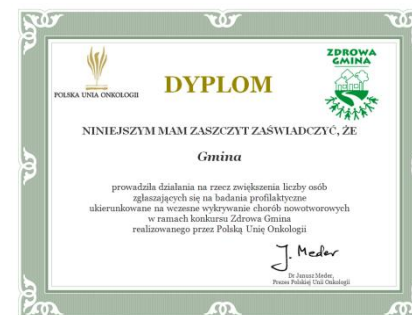 POLSKA UNIA ONKOLOGII
ZDROWA
GMINA
DYPLOM
NINIEJSZYM MAM ZASZCZYT ZAŚWIADCZYĆ, ŻE
Gmina
prowadziła działania na rzecz zwiększenia liczby osób
zgłaszających się na badania profilaktyczne
ukierunkowane na wczesne wykrywanie chorób nowotworowych
w ramach konkursu Zdrowa Gmina
realizowanego przez Polską Unię Onkologii
J. Meder
Dr Janusz Meder,
Prezes Polskiej Unii Onkologii